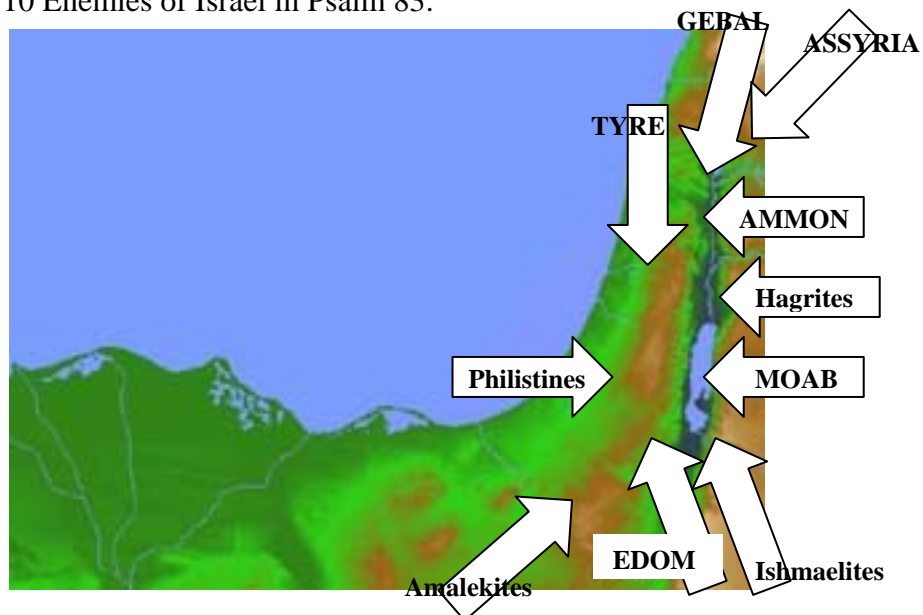 10 Enemies of Israel in Psalm 83:
GEBAL
ASSYRIA
TYRE
AMMON
Hagrites
Philistines
MOAB
EDOM
Ishmaelites
Amalekites